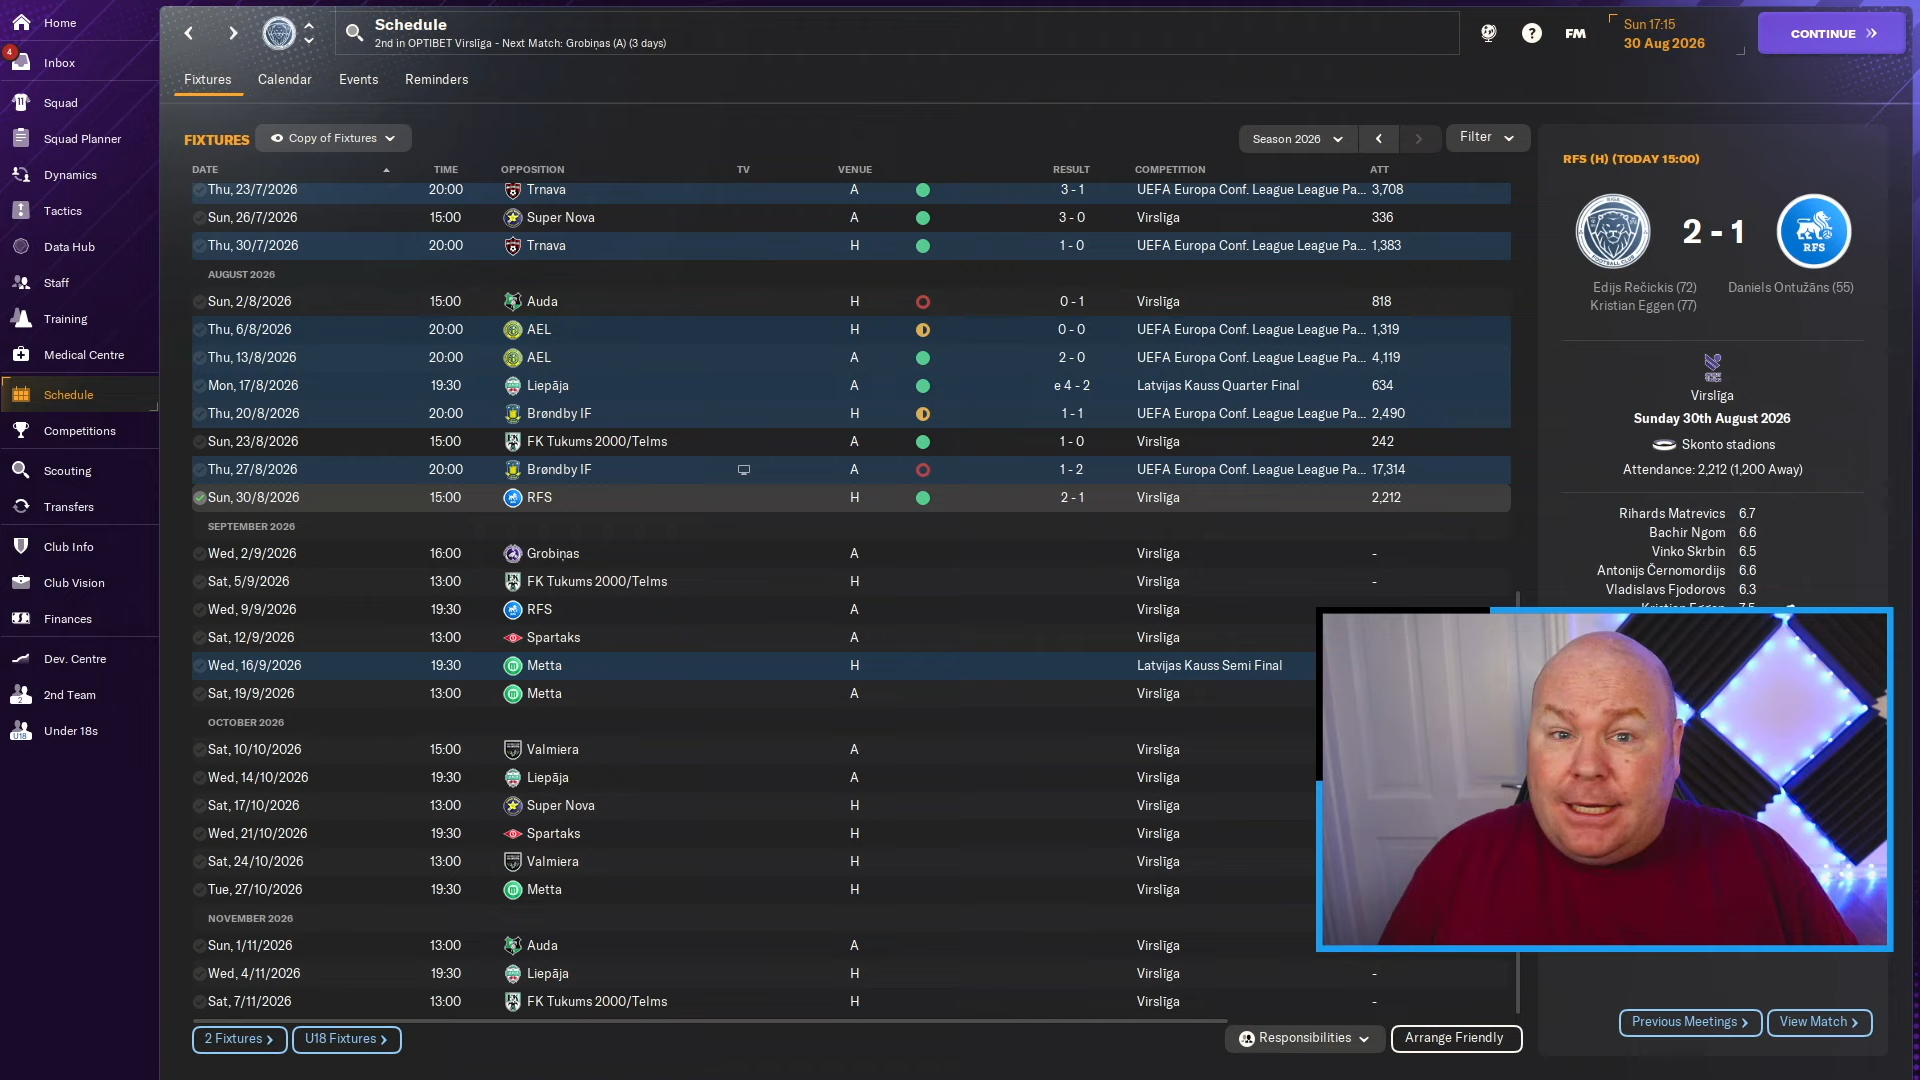 Home
4
Inbox
Squad
Squad Planner
Dynamics
Tactics
Data Hub
Staff
Training
Medical Centre
Schedule
Competitions
Scouting
Transfers
Club Info
Club Vision
Finances
Dev. Centre
2nd Team
Under 18s
Schedule
2nd in OPTIBET Virslīga - Next Match: Grobiņas (A) (3 days)
FM
Sun 17:15
30 Aug 2026
CONTINUE
Fixtures Calendar Events Reminders
FIXTURES Copy of Fixtures Season 2026 Filter
DATE TIME OPPOSITION TV VENUE RESULT COMPETITION ATT
Thu, 23/7/2026 20:00 Trnava A 3 - 1 UEFA Europa Conf. League League Pa... 3,708
Sun, 26/7/2026 15:00 Super Nova A 3 - 0 Virslīga 336
Thu, 30/7/2026 20:00 Trnava H 1 - 0 UEFA Europa Conf. League League Pa... 1,383
AUGUST 2026
Sun, 2/8/2026 15:00 Auda H 0 - 1 Virslīga 818
Thu, 6/8/2026 20:00 AEL H 0 - 0 UEFA Europa Conf. League League Pa... 1,319
Thu, 13/8/2026 20:00 AEL A 2 - 0 UEFA Europa Conf. League League Pa... 4,119
Mon, 17/8/2026 19:30 Liepāja A e 4 - 2 Latvijas Kauss Quarter Final 634
Thu, 20/8/2026 20:00 Brøndby IF H 1 - 1 UEFA Europa Conf. League League Pa... 2,490
Sun, 23/8/2026 15:00 FK Tukums 2000/Telms A 1 - 0 Virslīga 242
Thu, 27/8/2026 20:00 Brøndby IF A 1 - 2 UEFA Europa Conf. League League Pa... 17,314
Sun, 30/8/2026 15:00 RFS H 2 - 1 Virslīga 2,212
SEPTEMBER 2026
Wed, 2/9/2026 16:00 Grobiņas A Virslīga -
Sat, 5/9/2026 13:00 FK Tukums 2000/Telms H Virslīga -
Wed, 9/9/2026 19:30 RFS A Virslīga
Sat, 12/9/2026 13:00 Spartaks A Virslīga
Wed, 16/9/2026 19:30 Metta H Latvijas Kauss Semi Final
Sat, 19/9/2026 13:00 Metta A Virslīga
OCTOBER 2026
Sat, 10/10/2026 15:00 Valmiera A Virslīga
Wed, 14/10/2026 19:30 Liepāja A Virslīga
Sat, 17/10/2026 13:00 Super Nova H Virslīga
Wed, 21/10/2026 19:30 Spartaks H Virslīga
Sat, 24/10/2026 13:00 Valmiera H Virslīga
Tue, 27/10/2026 19:30 Metta H Virslīga
NOVEMBER 2026
Sun, 1/11/2026 13:00 Auda A Virslīga
Wed, 4/11/2026 19:30 Liepāja H Virslīga -
Sat, 7/11/2026 13:00 FK Tukums 2000/Telms H Virslīga -
2 Fixtures U18 Fixtures Responsibilities Arrange Friendly
RFS (H) (TODAY 15:00)
2 - 1
RFS
Edijs Rečickis (72) Daniels Ontužāns (55)
Kristian Eggen (77)
Virslīga
Sunday 30th August 2026
Skonto stadions
Attendance: 2,212 (1,200 Away)
Rihards Matrevics 6.7
Bachir Ngom 6.6
Vinko Skrbin 6.5
Antonijs Černomordijs 6.6
Vladislavs Fjodorovs 6.3
Kristian Eggen 7.5
Previous Meetings View Match